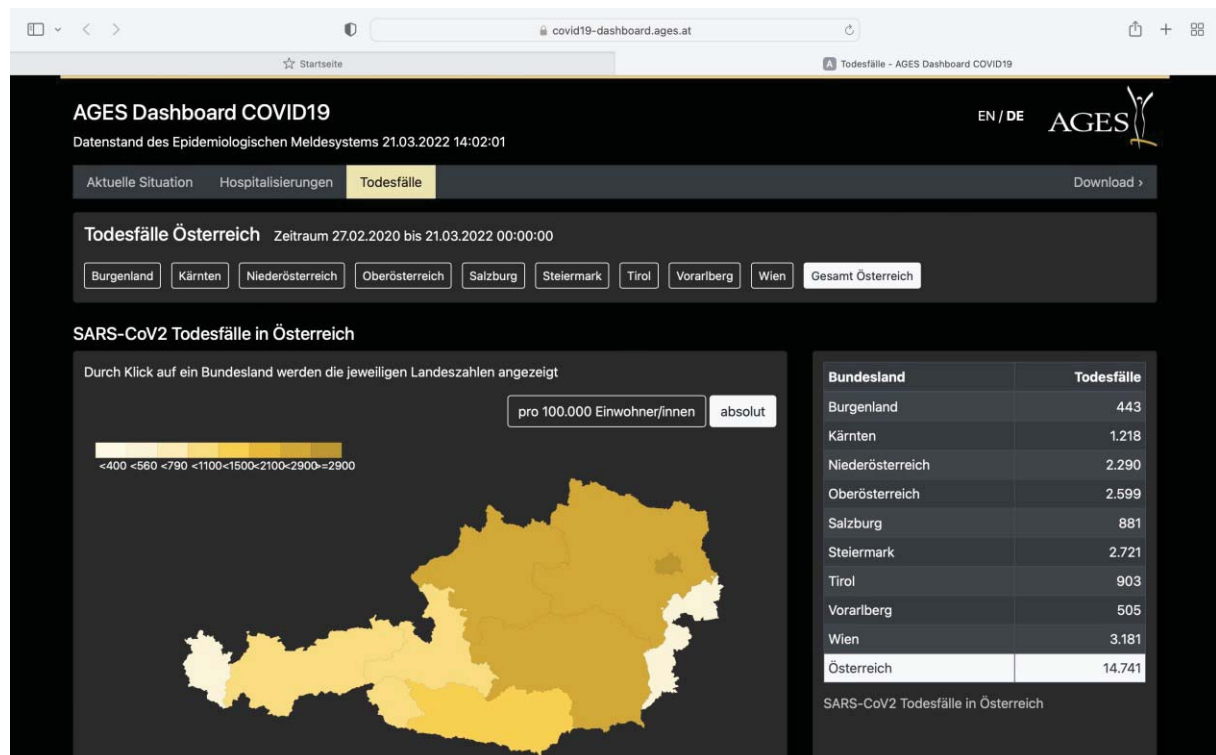 covid19-dashboard.ages.at
Startseite
A Todesfälle - AGES Dashboard COVID19
AGES Dashboard COVID19
EN / DE
AGES
Datenstand des Epidemiologischen Meldesystems 21.03.2022 14:02:01
Aktuelle Situation Hospitalisierungen Todesfälle Download ›
Todesfälle Österreich Zeitraum 27.02.2020 bis 21.03.2022 00:00:00
Burgenland Kärnten Niederösterreich Oberösterreich Salzburg Steiermark Tirol Vorarlberg Wien Gesamt Österreich
SARS-CoV2 Todesfälle in Österreich
Durch Klick auf ein Bundesland werden die jeweiligen Landeszahlen angezeigt
pro 100.000 Einwohner/innen absolut
<400 <560 <790 <1100 <1500 <2100 <2900 >=2900
Bundesland Todesfälle
Burgenland 443
Kärnten 1.218
Niederösterreich 2.290
Oberösterreich 2.599
Salzburg 881
Steiermark 2.721
Tirol 903
Vorarlberg 505
Wien 3.181
Österreich 14.741
SARS-CoV2 Todesfälle in Österreich